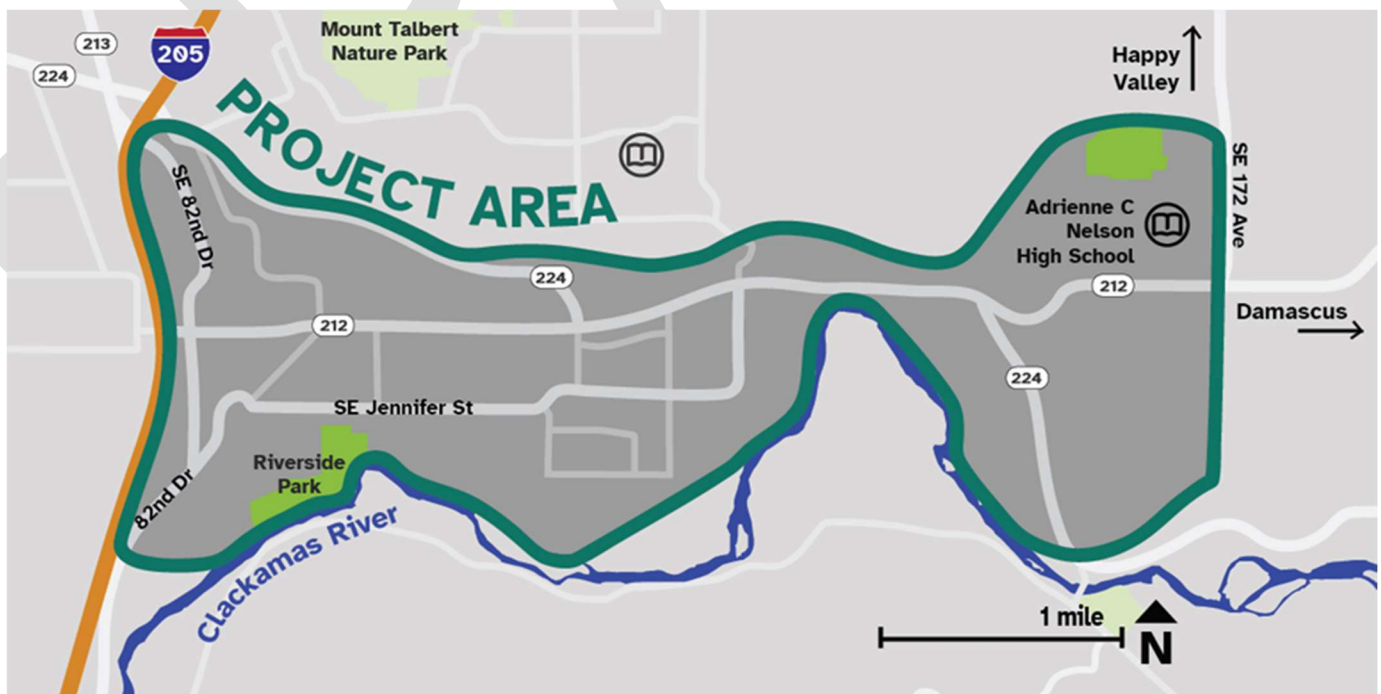 213
205
224
Mount Talbert
Nature Park
Happy
Valley
PROJECT AREA
SE 82nd Dr
SE 172 Ave
Adrienne C
Nelson
High School
224
212
212
Damascus
224
SE Jennifer St
Riverside
Park
82nd Dr
Clackamas River
1 mile
N